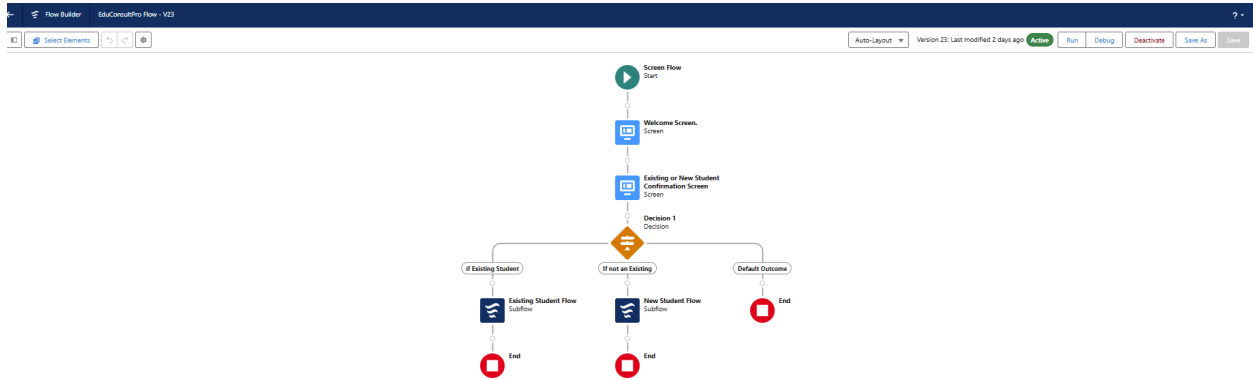 Flow Builder
EduConsultPro Flow - V23
?
Select Elements
Auto-Layout
Version 23: Last modified 2 days ago
Active
Run
Debug
Deactivate
Save As
Save
Screen Flow
Start
Welcome Screen.
Screen
Existing or New Student
Confirmation Screen
Screen
Decision 1
Decision
if Existing Student
If not an Existing
Default Outcome
Existing Student Flow
Subflow
New Student Flow
Subflow
End
End
End